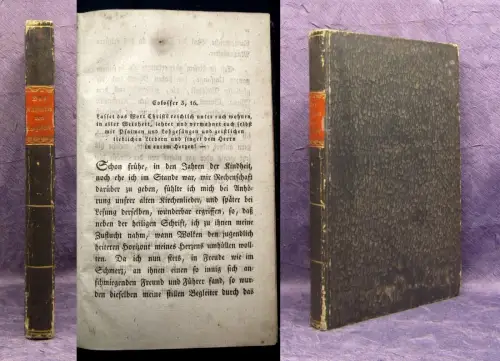 Colosser 3, 16.
Lasset das Wort Christi reichlich unter euch wohnen,
in aller Weisheit, lehret und vermahnet euch selbst
mit Psalmen und Lobgesängen und geistlichen
lieblichen Liedern und singet dem Herrn
in eurem Herzen! —
Schon frühe, in den Jahren der Kindheit,
noch ehe ich im Stande war, mir Rechenschaft
darüber zu geben, fühlte ich mich bei Anhö-
rung unsrer alten Kirchenlieder, und später bei
Lesung derselben, wunderbar ergriffen, so, daß
neben der heiligen Schrift, ich zu ihnen meine
Zuflucht nahm, wann Wolken den jugendlich
heiteren Horizont meines Herzens umhüllen woll-
ten. Da ich nun stets, in Freude wie im
Schmerz, an ihnen einen so innig sich an-
schmiegenden Freund und Führer fand, so wur-
den dieselben meine stillen Begleiter durch das